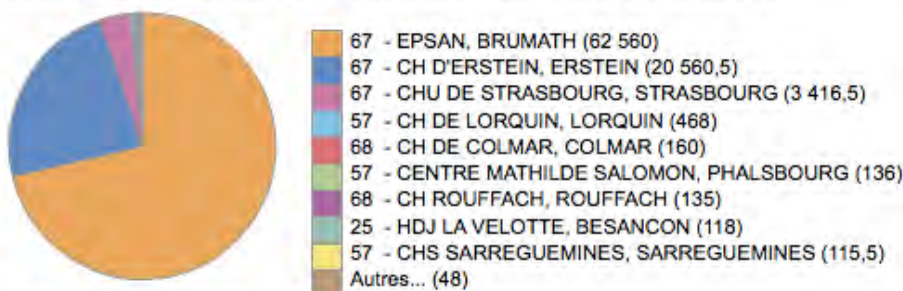 67 - EPSAN, BRUMATH (62 560)
67 - CH D'ERSTEIN, ERSTEIN (20 560,5)
67 - CHU DE STRASBOURG, STRASBOURG (3 416,5)
57 - CH DE LORQUIN, LORQUIN (468)
68 - CH DE COLMAR, COLMAR (160)
57 - CENTRE MATHILDE SALOMON, PHALSBOURG (136)
68 - CH ROUFFACH, ROUFFACH (135)
25 - HDJ LA VELOTTE, BESANCON (118)
57 - CHS SARREGUEMINES, SARREGUEMINES (115,5)
Autres... (48)